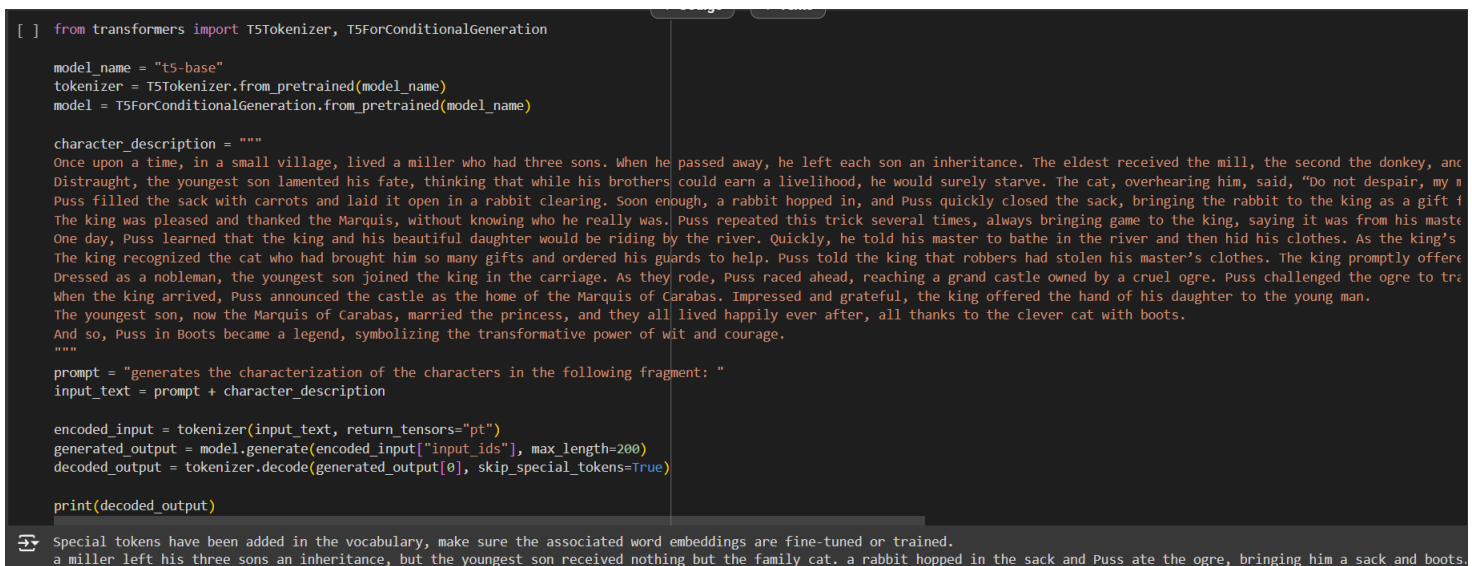 [ ] from transformers import T5Tokenizer, T5ForConditionalGeneration
model_name = "t5-base"
tokenizer = T5Tokenizer.from_pretrained(model_name)
model = T5ForConditionalGeneration.from_pretrained(model_name)
character_description = """
Once upon a time, in a small village, lived a miller who had three sons. When he passed away, he left each son an inheritance. The eldest received the mill, the second the donkey, and
Distraught, the youngest son lamented his fate, thinking that while his brothers could earn a livelihood, he would surely starve. The cat, overhearing him, said, “Do not despair, my m
Puss filled the sack with carrots and laid it open in a rabbit clearing. Soon enough, a rabbit hopped in, and Puss quickly closed the sack, bringing the rabbit to the king as a gift f
The king was pleased and thanked the Marquis, without knowing who he really was. Puss repeated this trick several times, always bringing game to the king, saying it was from his maste
One day, Puss learned that the king and his beautiful daughter would be riding by the river. Quickly, he told his master to bathe in the river and then hid his clothes. As the king’s
The king recognized the cat who had brought him so many gifts and ordered his guards to help. Puss told the king that robbers had stolen his master’s clothes. The king promptly offere
Dressed as a nobleman, the youngest son joined the king in the carriage. As they rode, Puss raced ahead, reaching a grand castle owned by a cruel ogre. Puss challenged the ogre to tra
When the king arrived, Puss announced the castle as the home of the Marquis of Carabas. Impressed and grateful, the king offered the hand of his daughter to the young man.
The youngest son, now the Marquis of Carabas, married the princess, and they all lived happily ever after, all thanks to the clever cat with boots.
And so, Puss in Boots became a legend, symbolizing the transformative power of wit and courage.
"""
prompt = "generates the characterization of the characters in the following fragment: "
input_text = prompt + character_description
encoded_input = tokenizer(input_text, return_tensors="pt")
generated_output = model.generate(encoded_input["input_ids"], max_length=200)
decoded_output = tokenizer.decode(generated_output[0], skip_special_tokens=True)
print(decoded_output)
Special tokens have been added in the vocabulary, make sure the associated word embeddings are fine-tuned or trained.
a miller left his three sons an inheritance, but the youngest son received nothing but the family cat. a rabbit hopped in the sack and Puss ate the ogre, bringing him a sack and boots.